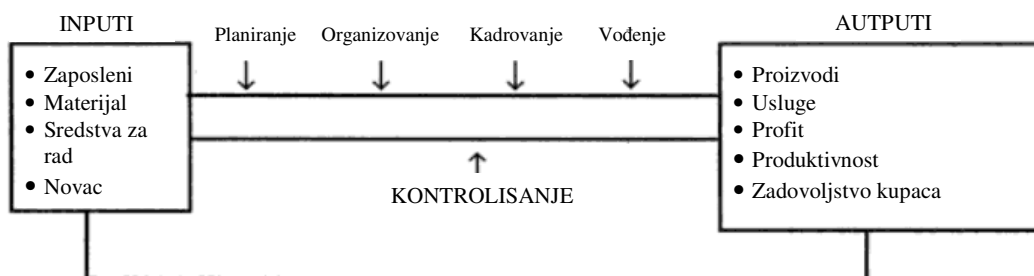 INPUTI
Planiranje Organizovanje Kadrovanje Vođenje
AUTPUTI
• Zaposleni
• Materijal
• Sredstva za
rad
• Novac
KONTROLISANJE
• Proizvodi
• Usluge
• Profit
• Produktivnost
• Zadovoljstvo kupaca